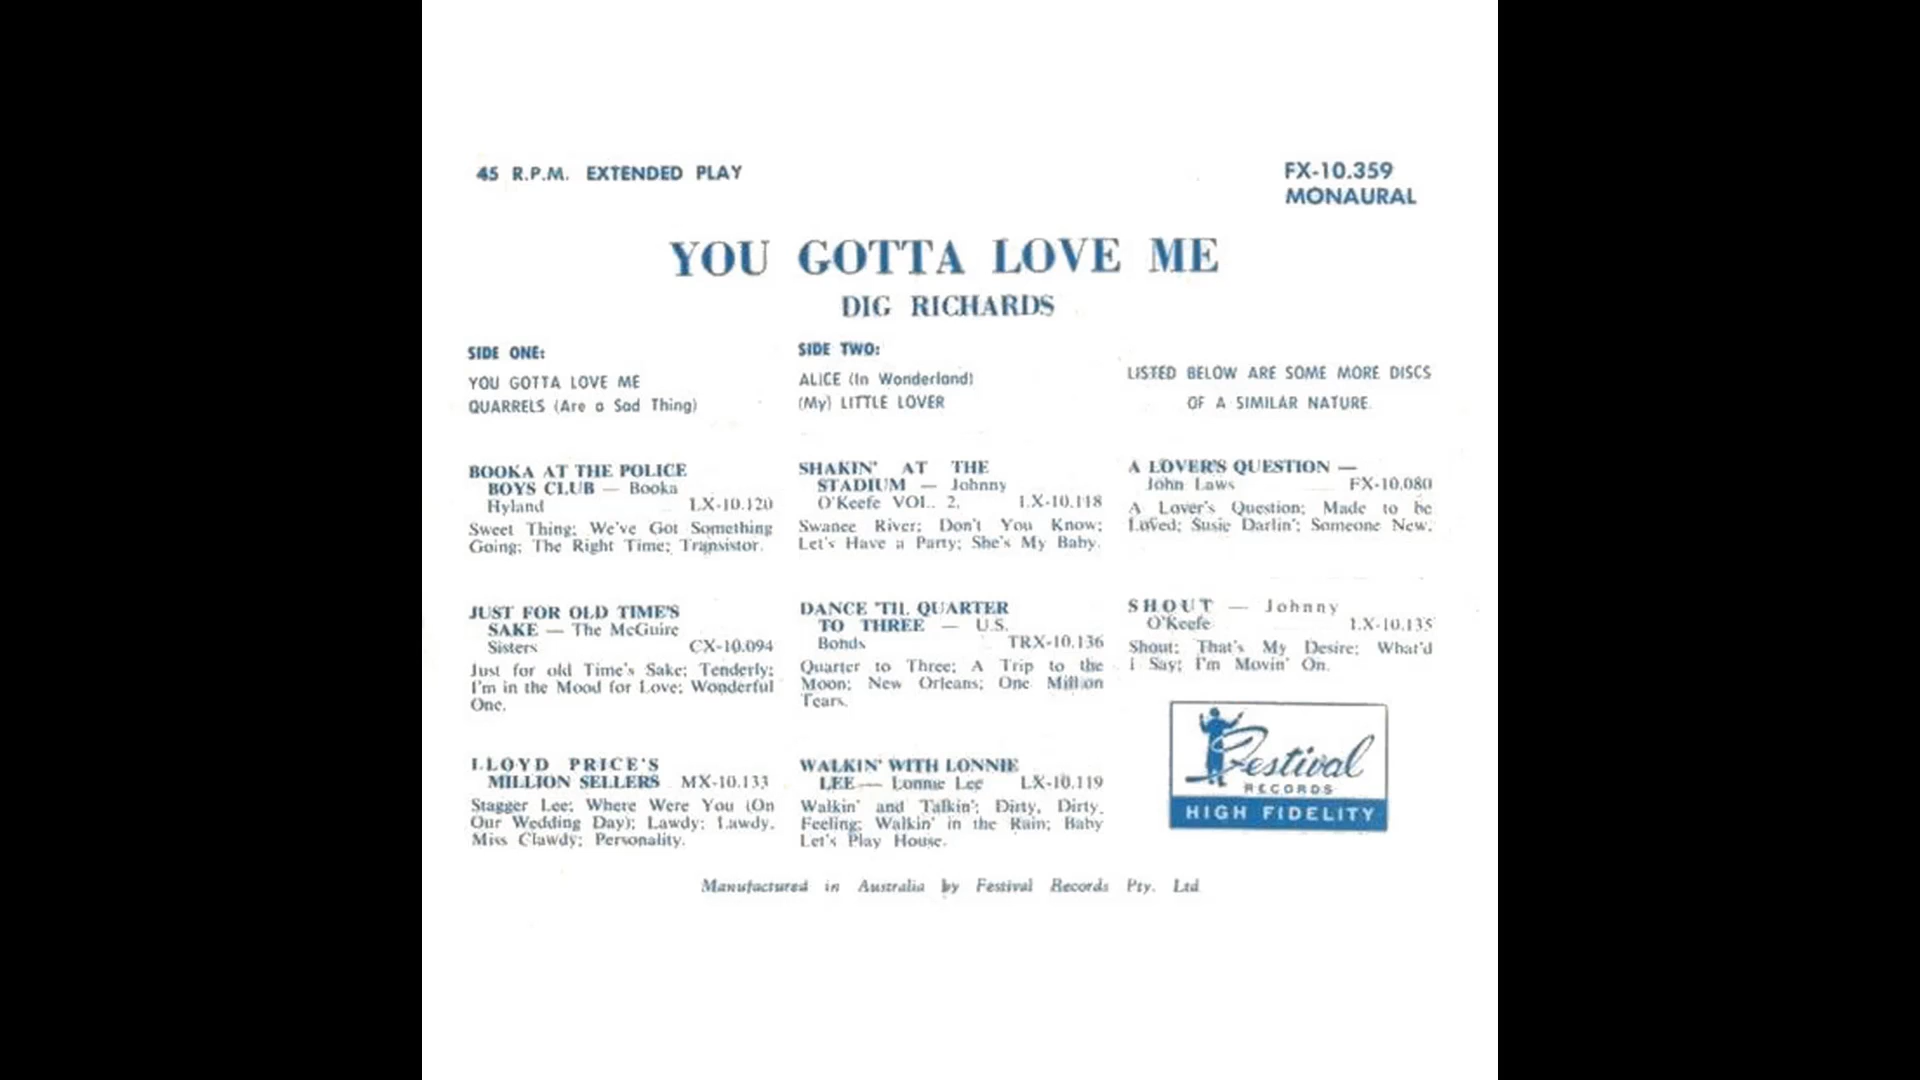 45 R.P.M. EXTENDED PLAY
FX-10.359
MONAURAL
YOU GOTTA LOVE ME
DIG RICHARDS
SIDE ONE:
YOU GOTTA LOVE ME
QUARRELS (Are a Sad Thing)
SIDE TWO:
ALICE (In Wonderland)
(My) LITTLE LOVER
LISTED BELOW ARE SOME MORE DISCS
OF A SIMILAR NATURE.
BOOKA AT THE POLICE
BOYS CLUB — Booka
Hyland LX-10.120
Sweet Thing; We've Got Something
Going; The Right Time; Transistor.
SHAKIN' AT THE
STADIUM — Johnny
O'Keefe VOL. 2. LX-10.118
Swanee River; Don't You Know;
Let's Have a Party; She's My Baby.
A LOVER'S QUESTION —
John Laws FX-10.080
A Lover's Question; Made to be
Loved; Susie Darlin'; Someone New.
JUST FOR OLD TIME'S
SAKE — The McGuire
Sisters CX-10.094
Just for old Time's Sake; Tenderly;
I'm in the Mood for Love; Wonderful
One.
DANCE 'TIL QUARTER
TO THREE — U.S.
Bonds TRX-10.136
Quarter to Three; A Trip to the
Moon; New Orleans; One Million
Tears.
SHOUT — Johnny
O'Keefe LX-10.135
Shout; That's My Desire; What'd
I Say; I'm Movin' On.
LLOYD PRICE'S
MILLION SELLERS MX-10.133
Stagger Lee; Where Were You (On
Our Wedding Day); Lawdy; Lawdy,
Miss Clawdy; Personality.
WALKIN' WITH LONNIE
LEE — Lonnie Lee LX-10.119
Walkin' and Talkin'; Dirty, Dirty,
Feeling; Walkin' in the Rain; Baby
Let's Play House.
Festival
RECORDS
HIGH FIDELITY
Manufactured in Australia by Festival Records Pty. Ltd